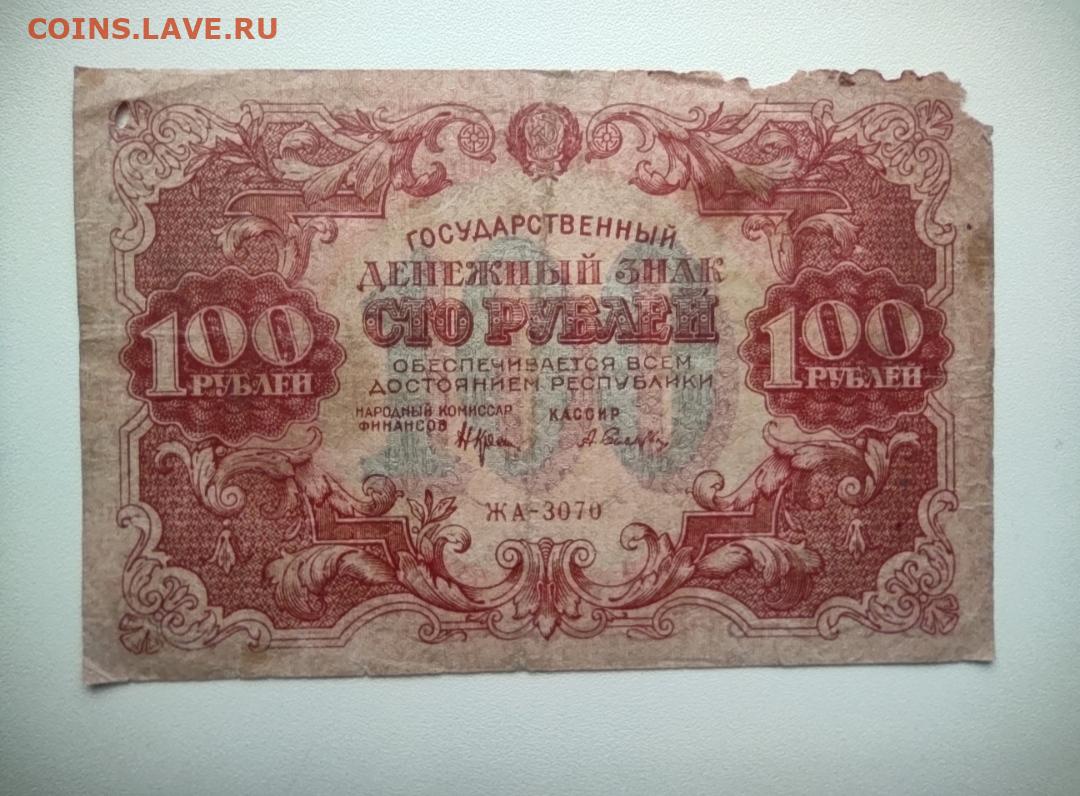 COINS.LAVE.RU
ГОСУДАРСТВЕННЫЙ
ДЕНЕЖНЫЙ ЗНАК
СТО РУБЛЕЙ
100
РУБЛЕЙ
100
100
РУБЛЕЙ
ОБЕСПЕЧИВАЕТСЯ ВСЕМ
ДОСТОЯНИЕМ РЕСПУБЛИКИ
НАРОДНЫЙ КОМИССАР
ФИНАНСОВ
КАССИР
ЖА-3070